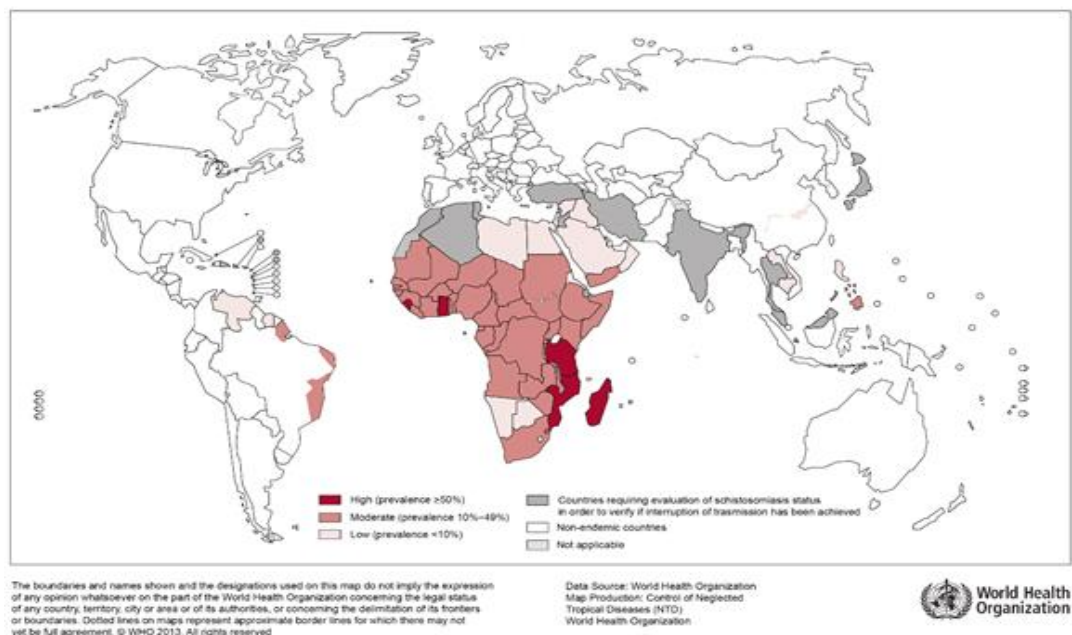 High (prevalence ≥50%)
Moderate (prevalence 10%–49%)
Low (prevalence <10%)
Countries requiring evaluation of schistosomiasis status
in order to verify if interruption of trasmission has been achieved
Non-endemic countries
Not applicable
The boundaries and names shown and the designations used on this map do not imply the expression
of any opinion whatsoever on the part of the World Health Organization concerning the legal status
of any country, territory, city or area or of its authorities, or concerning the delimitation of its frontiers
or boundaries. Dotted lines on maps represent approximate border lines for which there may not
yet be full agreement. © WHO 2013. All rights reserved
Data Source: World Health Organization
Map Production: Control of Neglected
Tropical Diseases (NTD)
World Health Organization
World Health
Organization